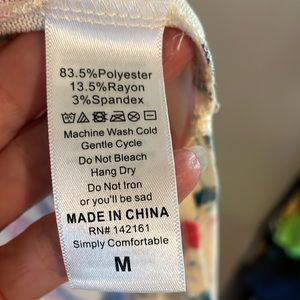 83.5%Polyester
13.5%Rayon
3%Spandex
Machine Wash Cold
Gentle Cycle
Do Not Bleach
Hang Dry
Do Not Iron
or you'll be sad
MADE IN CHINA
RN# 142161
Simply Comfortable
M